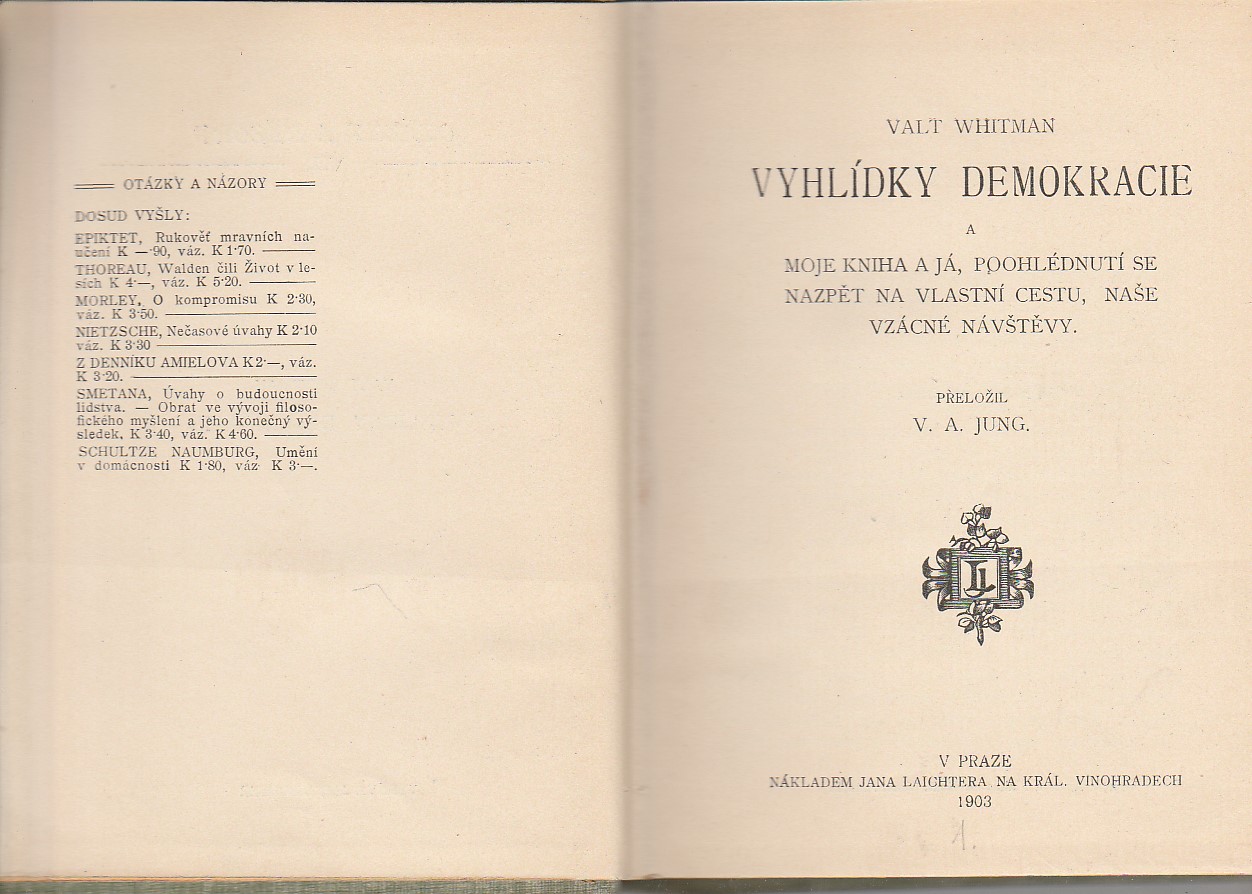 OTÁZKY A NÁZORY
DOSUD VYŠLY:
EPIKTET, Rukověť mravních na-
učení K —·90, váz. K 1·70.
THOREAU, Walden čili Život v le-
sích K 4·—, váz. K 5·20.
MORLEY, O kompromisu K 2·30,
váz. K 3·50.
NIETZSCHE, Nečasové úvahy K 2·10
váz. K 3·30
Z DENNÍKU AMIELOVA K 2·—, váz.
K 3·20.
SMETANA, Úvahy o budoucnosti
lidstva. — Obrat ve vývoji filoso-
fického myšlení a jeho konečný vý-
sledek. K 3·40, váz. K 4·60.
SCHULTZE NAUMBURG, Umění
v domácnosti K 1·80, váz K 3·—.
VALT WHITMAN
VYHLÍDKY DEMOKRACIE
A
MOJE KNIHA A JÁ, POOHLÉDNUTÍ SE
NAZPĚT NA VLASTNÍ CESTU, NAŠE
VZÁCNÉ NÁVŠTĚVY.
PŘELOŽIL
V. A. JUNG.
JL
V PRAZE
NÁKLADEM JANA LAICHTERA NA KRÁL. VINOHRADECH
1903
1.